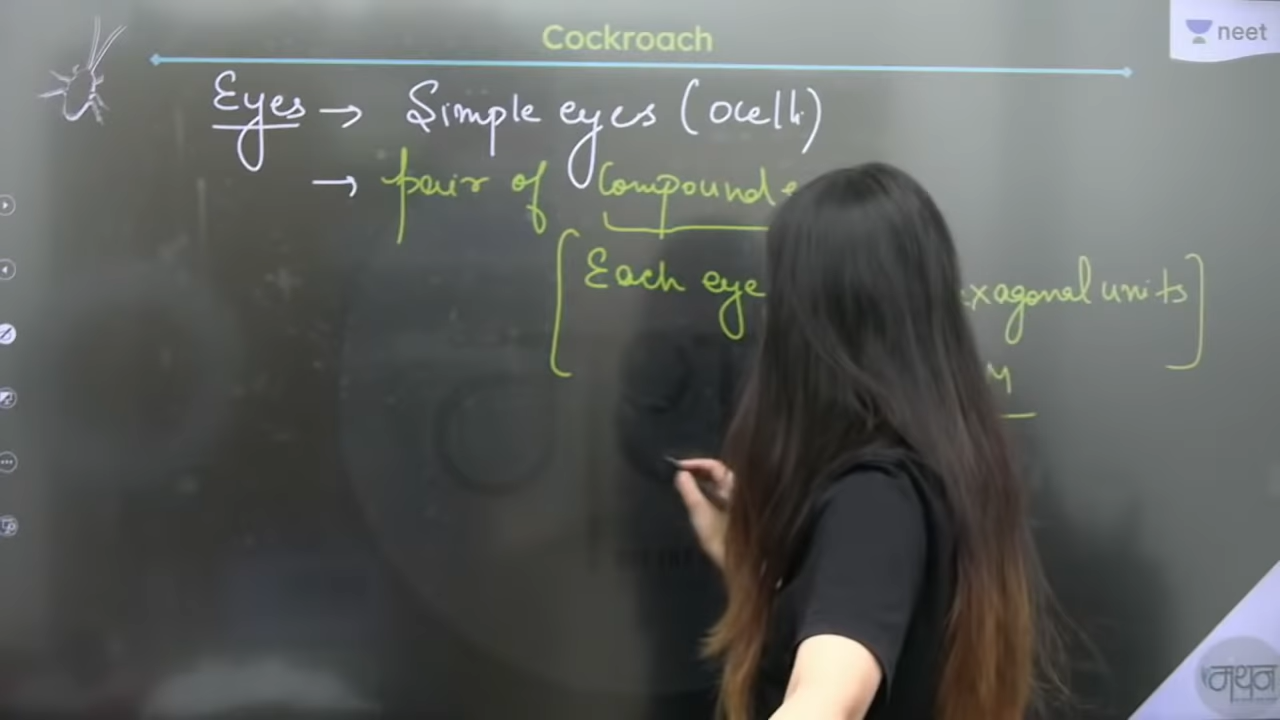 Cockroach
neet
Eyes → Simple eyes (ocelli)
→ pair of Compound e
[Each eye xagonal units]
मंथन